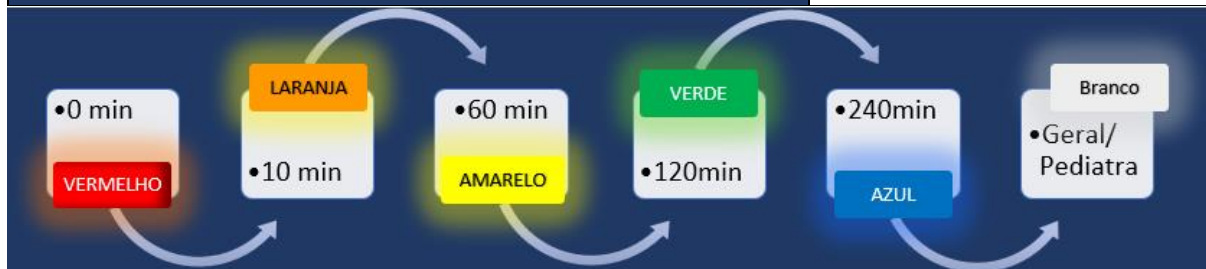 •0 min
VERMELHO
LARANJA
•10 min
•60 min
AMARELO
VERDE
•120min
•240min
AZUL
Branco
•Geral/
Pediatra